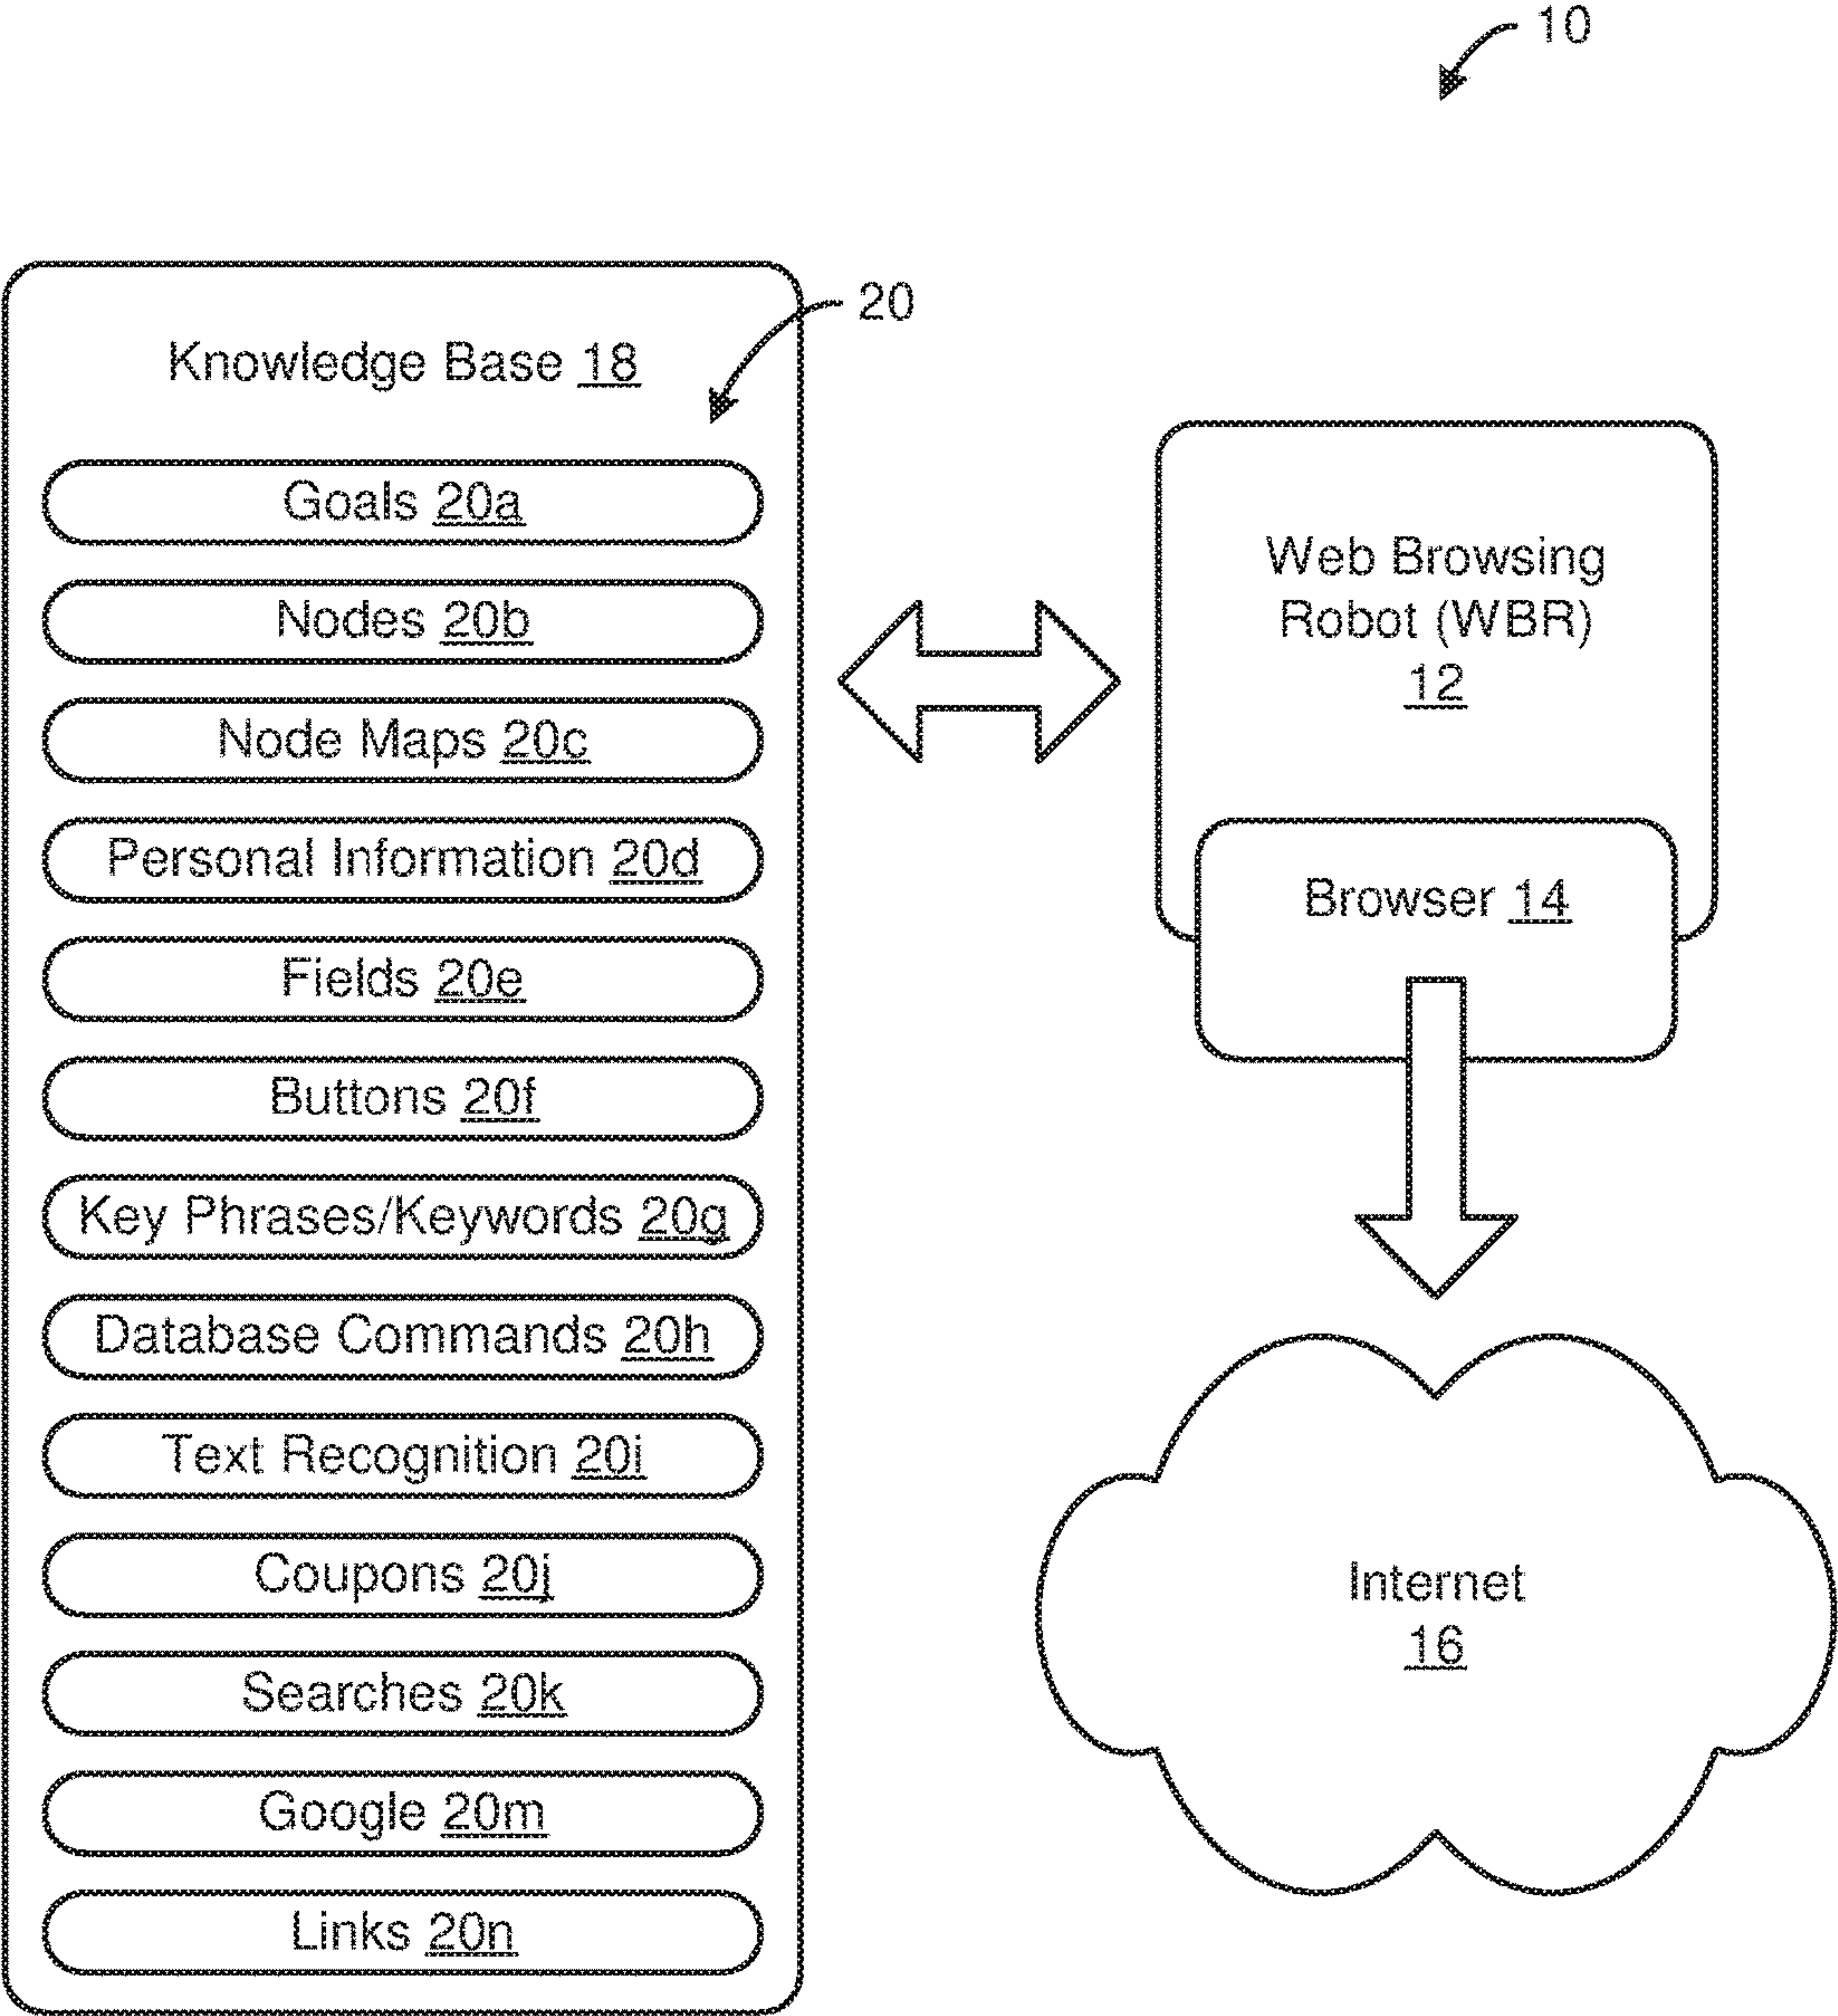 10
20
Knowledge Base 18
Goals 20a
Nodes 20b
Node Maps 20c
Personal Information 20d
Fields 20e
Buttons 20f
Key Phrases/Keywords 20g
Database Commands 20h
Text Recognition 20i
Coupons 20j
Searches 20k
Google 20m
Links 20n
Web Browsing
Robot (WBR)
12
Browser 14
Internet
16